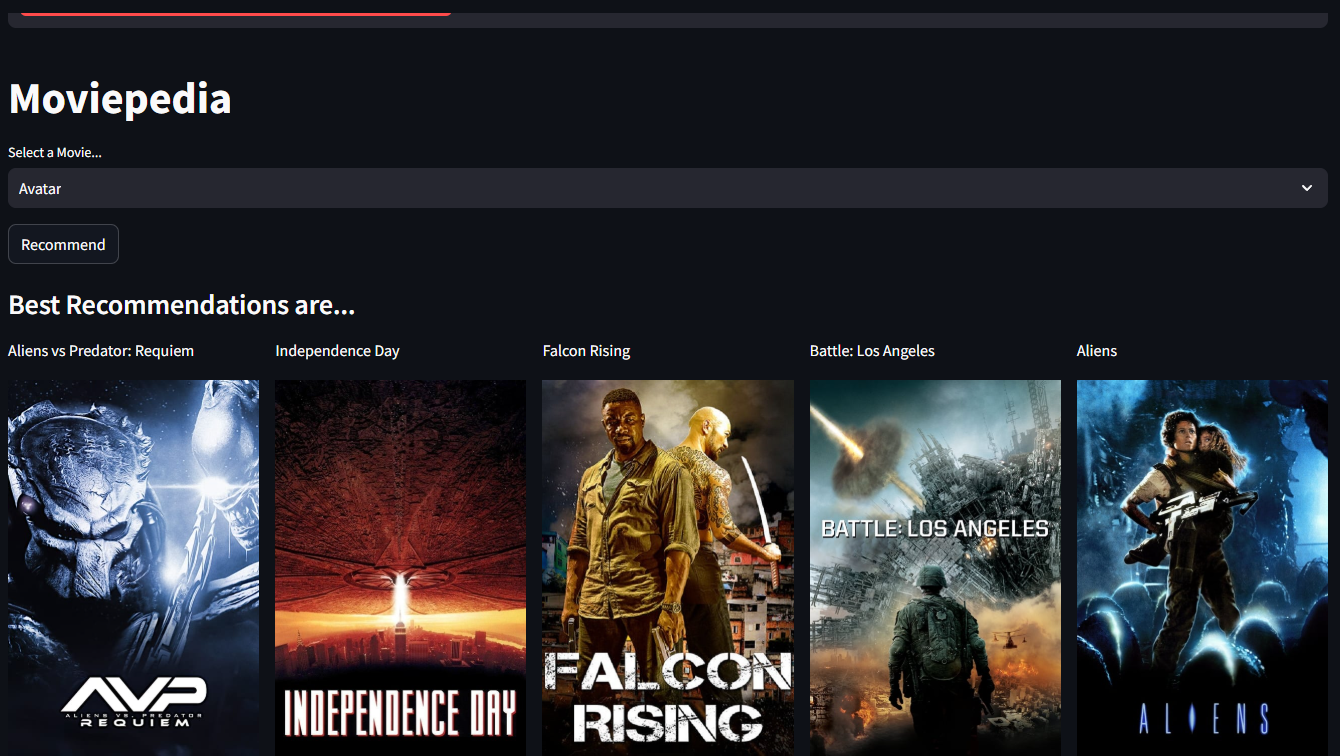 Moviepedia
Select a Movie...
Avatar
Recommend
Best Recommendations are...
Aliens vs Predator: Requiem
Independence Day
Falcon Rising
Battle: Los Angeles
Aliens
AVP
ALIENS VS. PREDATOR
REQUIEM
INDEPENDENCE DAY
FALCON
RISING
BATTLE: LOS ANGELES
ALIENS